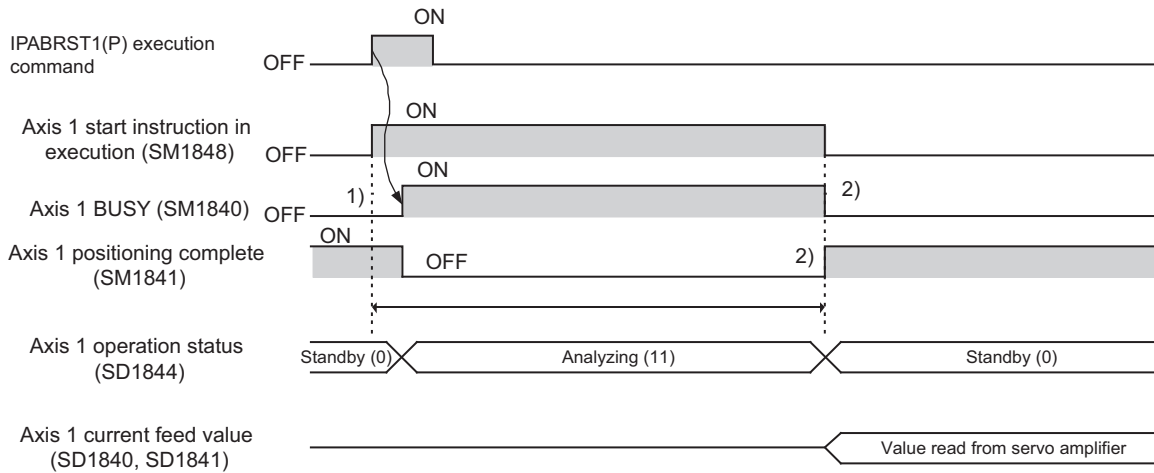 ON
IPABRST1(P) execution
command
OFF
ON
Axis 1 start instruction in
execution (SM1848)
OFF
ON
1)
2)
Axis 1 BUSY (SM1840)
OFF
ON
Axis 1 positioning complete
(SM1841)
OFF
2)
Axis 1 operation status
(SD1844)
Standby (0)
Analyzing (11)
Standby (0)
Axis 1 current feed value
(SD1840, SD1841)
Value read from servo amplifier